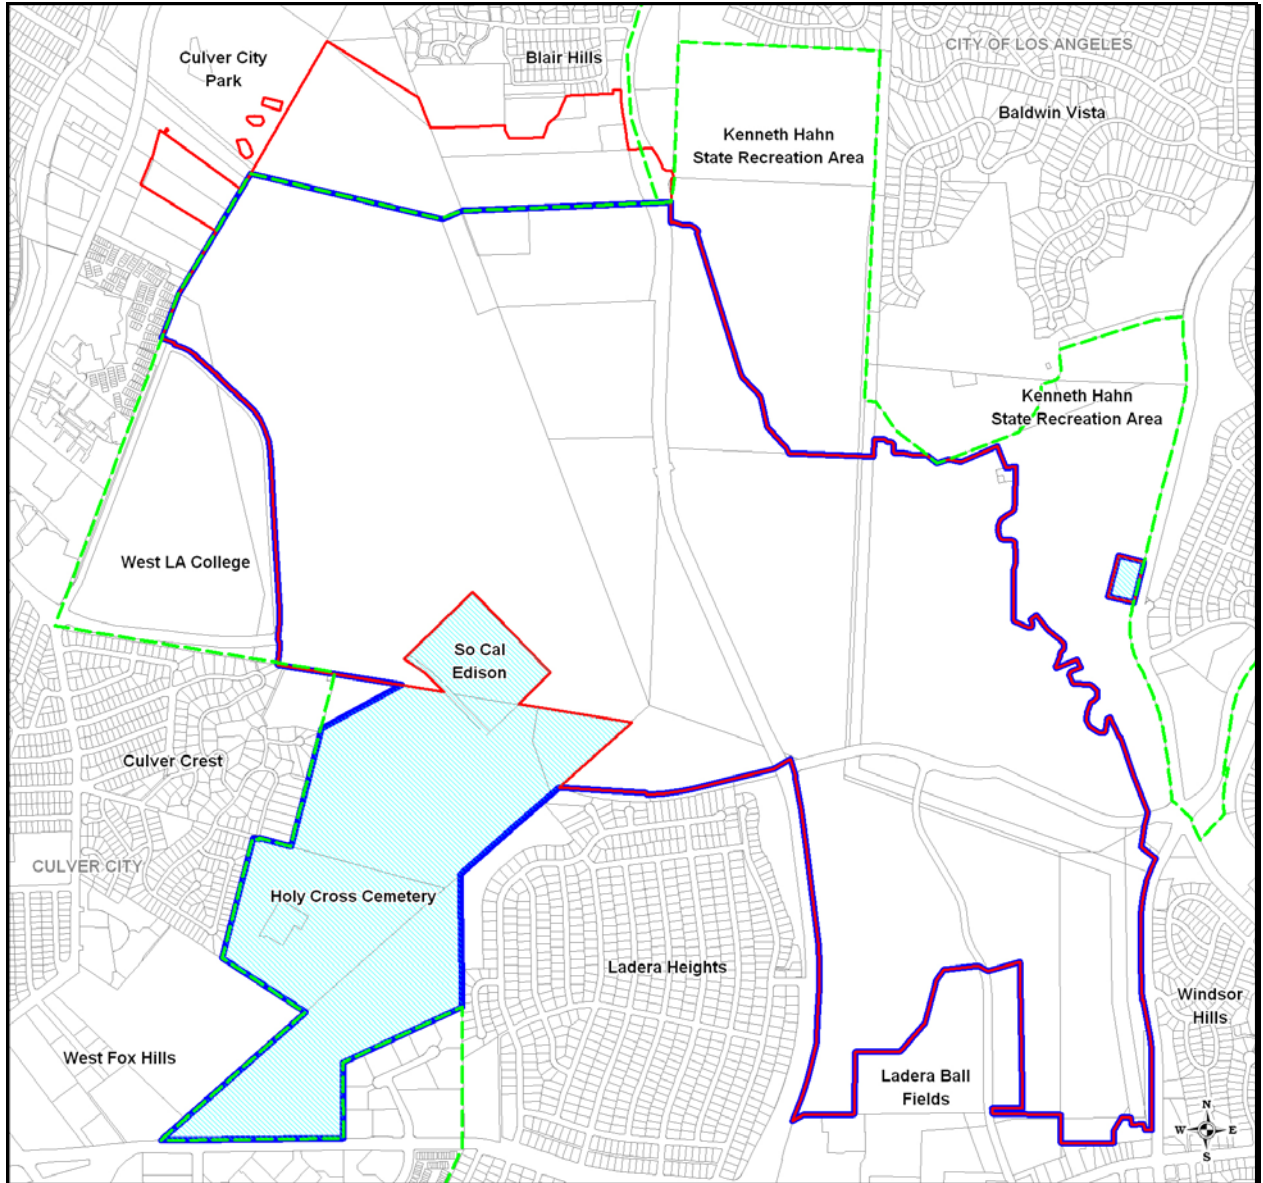 Culver City
Park
Blair Hills
CITY OF LOS ANGELES
Baldwin Vista
Kenneth Hahn
State Recreation Area
Kenneth Hahn
State Recreation Area
West LA College
So Cal
Edison
Culver Crest
CULVER CITY
Holy Cross Cemetery
Ladera Heights
Windsor
Hills
West Fox Hills
Ladera Ball
Fields
N
W E
S